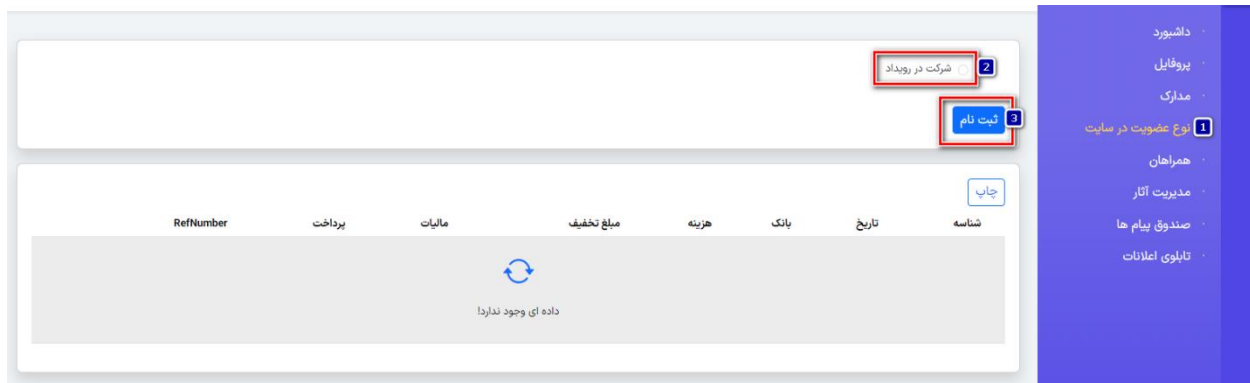 داشبورد
پروفایل
مدارک
1 نوع عضویت در سایت
همراهان
مدیریت آثار
صندوق پیام ها
تابلوی اعلانات
2 شرکت در رویداد
3 ثبت نام
چاپ
شناسه تاریخ بانک هزینه مبلغ تخفیف مالیات پرداخت RefNumber
داده ای وجود ندارد!